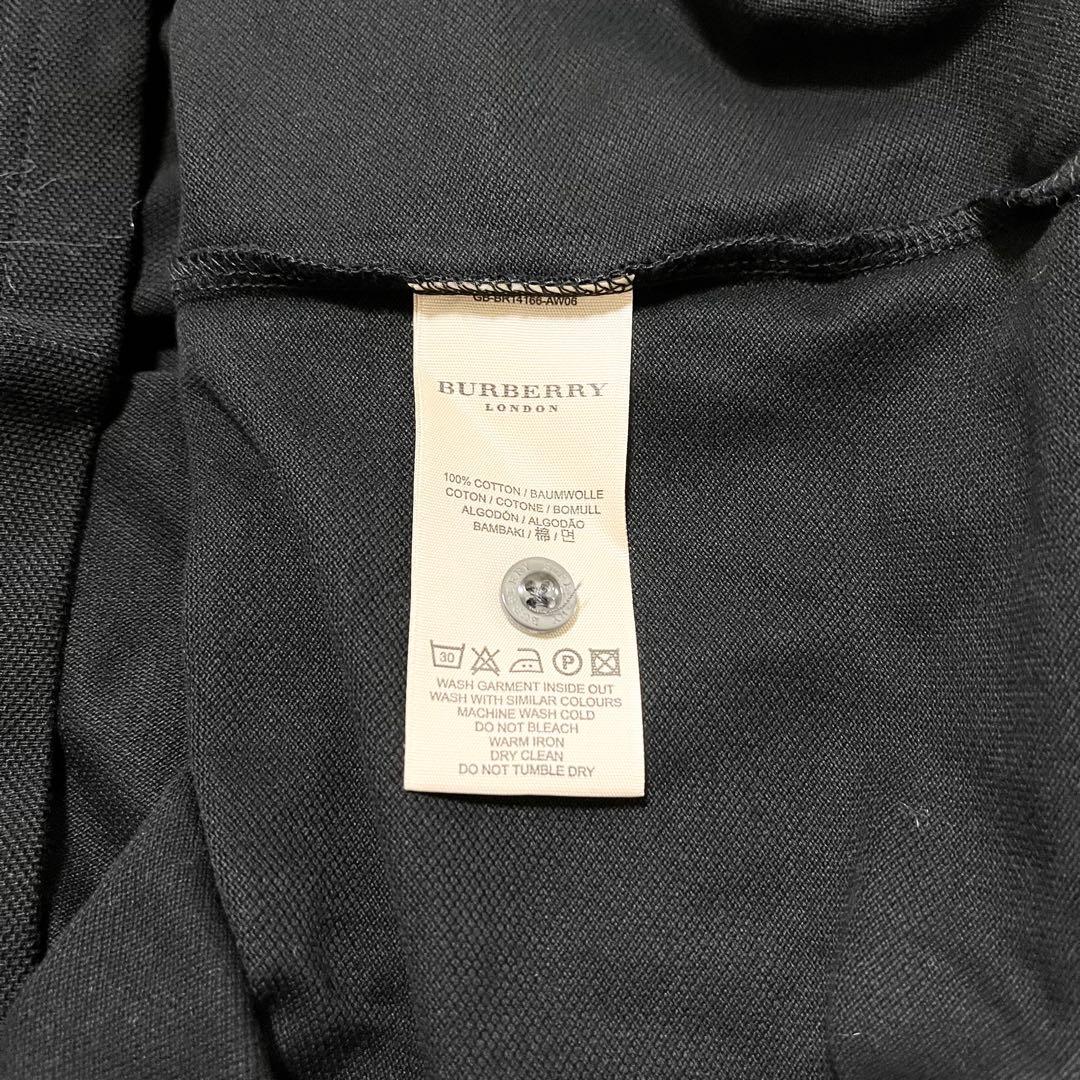 GB-BR14166-AW06
BURBERRY
LONDON
100% COTTON / BAUMWOLLE
COTON / COTONE / BOMULL
ALGODÓN / ALGODÃO
BAMBAKI / 棉 / 면
30
P
WASH GARMENT INSIDE OUT
WASH WITH SIMILAR COLOURS
MACHINE WASH COLD
DO NOT BLEACH
WARM IRON
DRY CLEAN
DO NOT TUMBLE DRY